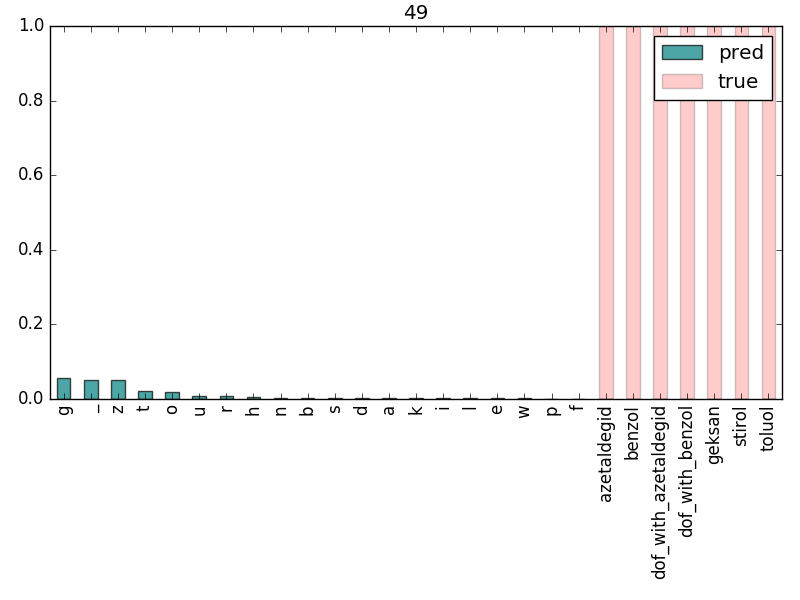 49
1.0
0.8
0.6
0.4
0.2
0.0
pred
true
g
_
z
t
o
u
r
h
n
b
s
d
a
k
i
l
e
w
p
f
azetaldegid
benzol
dof_with_azetaldegid
dof_with_benzol
geksan
stirol
toluol